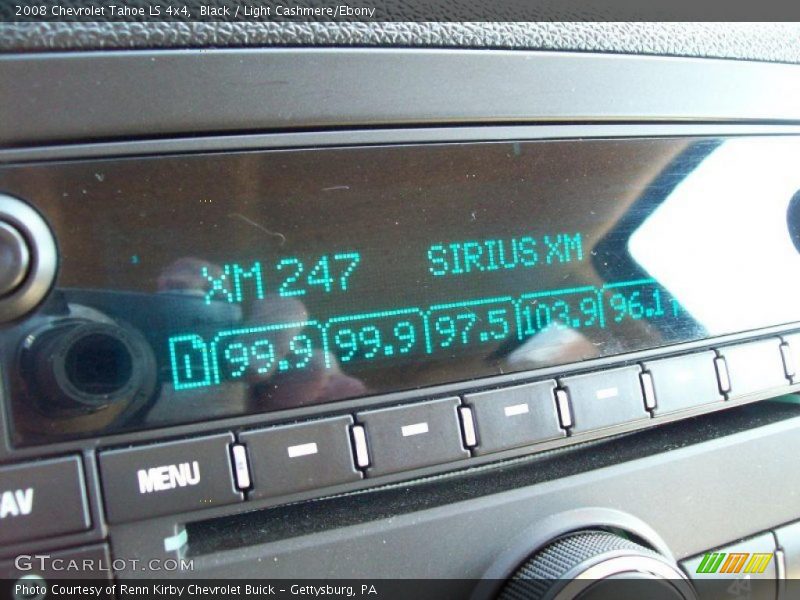 2008 Chevrolet Tahoe LS 4x4, Black / Light Cashmere/Ebony
XM 247 SIRIUS XM
1 99.9 99.9 97.5 103.9 96.1
MENU
AV
GTCARLOT.COM
Photo Courtesy of Renn Kirby Chevrolet Buick - Gettysburg, PA